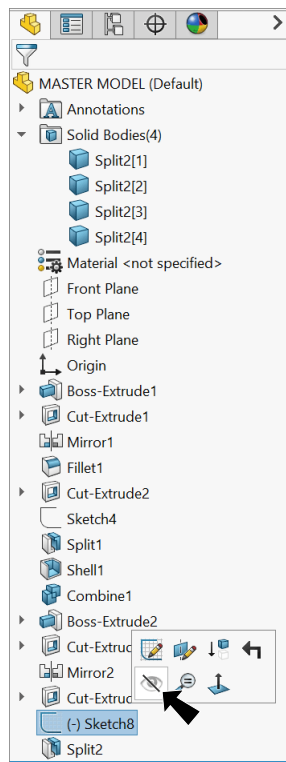 MASTER MODEL (Default)
Annotations
Solid Bodies(4)
Split2[1]
Split2[2]
Split2[3]
Split2[4]
Material <not specified>
Front Plane
Top Plane
Right Plane
Origin
Boss-Extrude1
Cut-Extrude1
Mirror1
Fillet1
Cut-Extrude2
Sketch4
Split1
Shell1
Combine1
Boss-Extrude2
Cut-Extruc
Mirror2
Cut-Extruc
(-) Sketch8
Split2